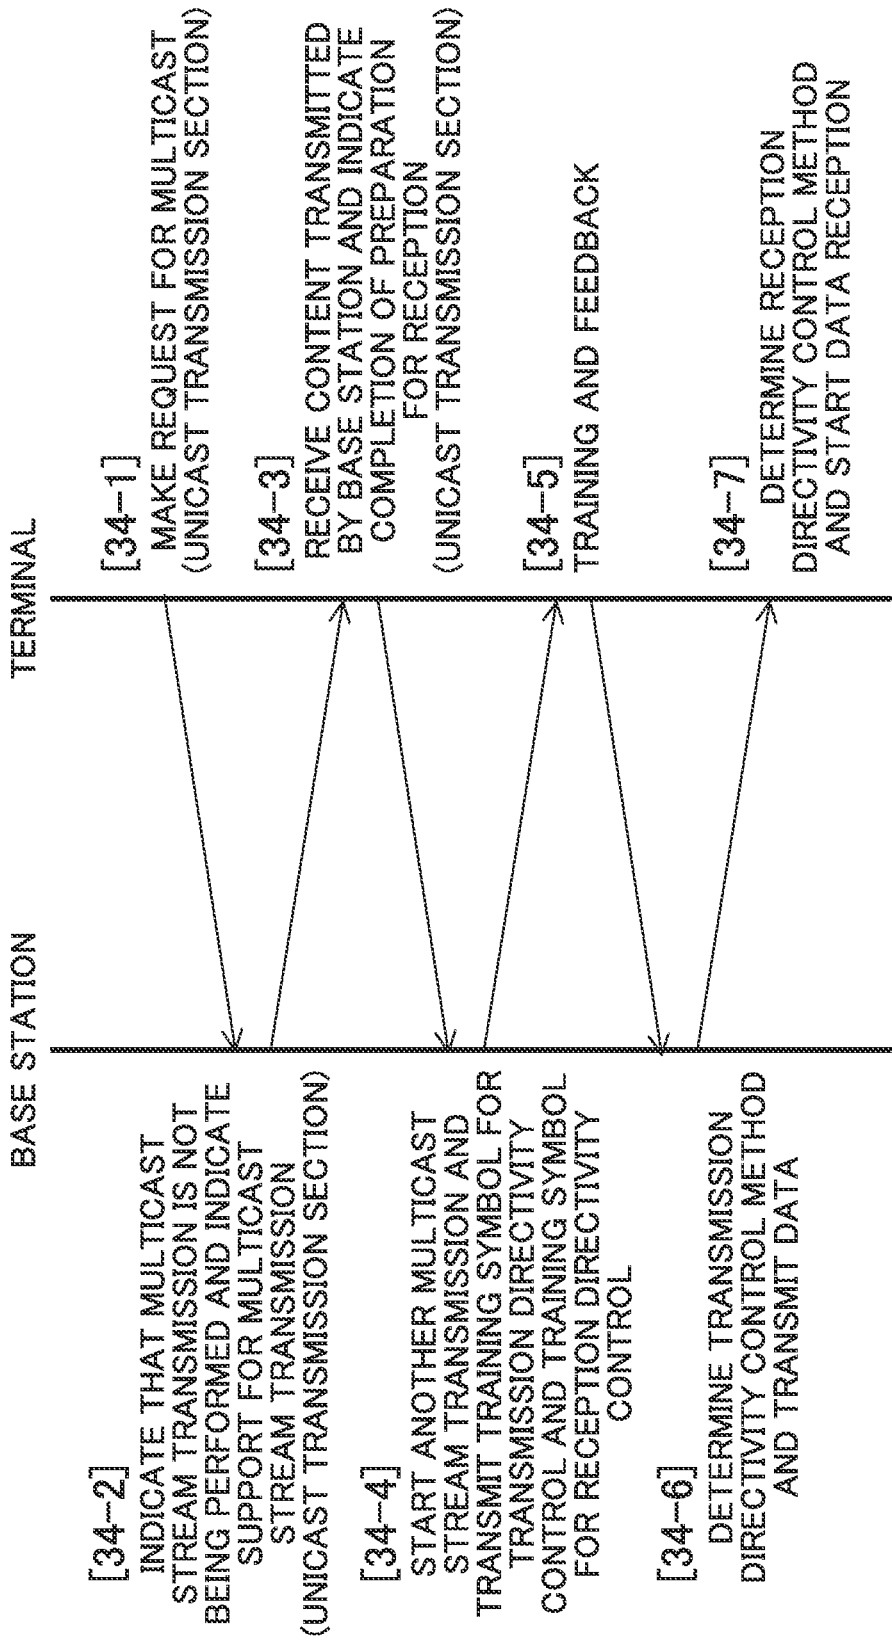 BASE STATION
TERMINAL
[34-1]
MAKE REQUEST FOR MULTICAST
(UNICAST TRANSMISSION SECTION)
[34-2]
INDICATE THAT MULTICAST
STREAM TRANSMISSION IS NOT
BEING PERFORMED AND INDICATE
SUPPORT FOR MULTICAST
STREAM TRANSMISSION
(UNICAST TRANSMISSION SECTION)
[34-3]
RECEIVE CONTENT TRANSMITTED
BY BASE STATION AND INDICATE
COMPLETION OF PREPARATION
FOR RECEPTION
(UNICAST TRANSMISSION SECTION)
[34-4]
START ANOTHER MULTICAST
STREAM TRANSMISSION AND
TRANSMIT TRAINING SYMBOL FOR
TRANSMISSION DIRECTIVITY
CONTROL AND TRAINING SYMBOL
FOR RECEPTION DIRECTIVITY
CONTROL
[34-5]
TRAINING AND FEEDBACK
[34-6]
DETERMINE TRANSMISSION
DIRECTIVITY CONTROL METHOD
AND TRANSMIT DATA
[34-7]
DETERMINE RECEPTION
DIRECTIVITY CONTROL METHOD
AND START DATA RECEPTION